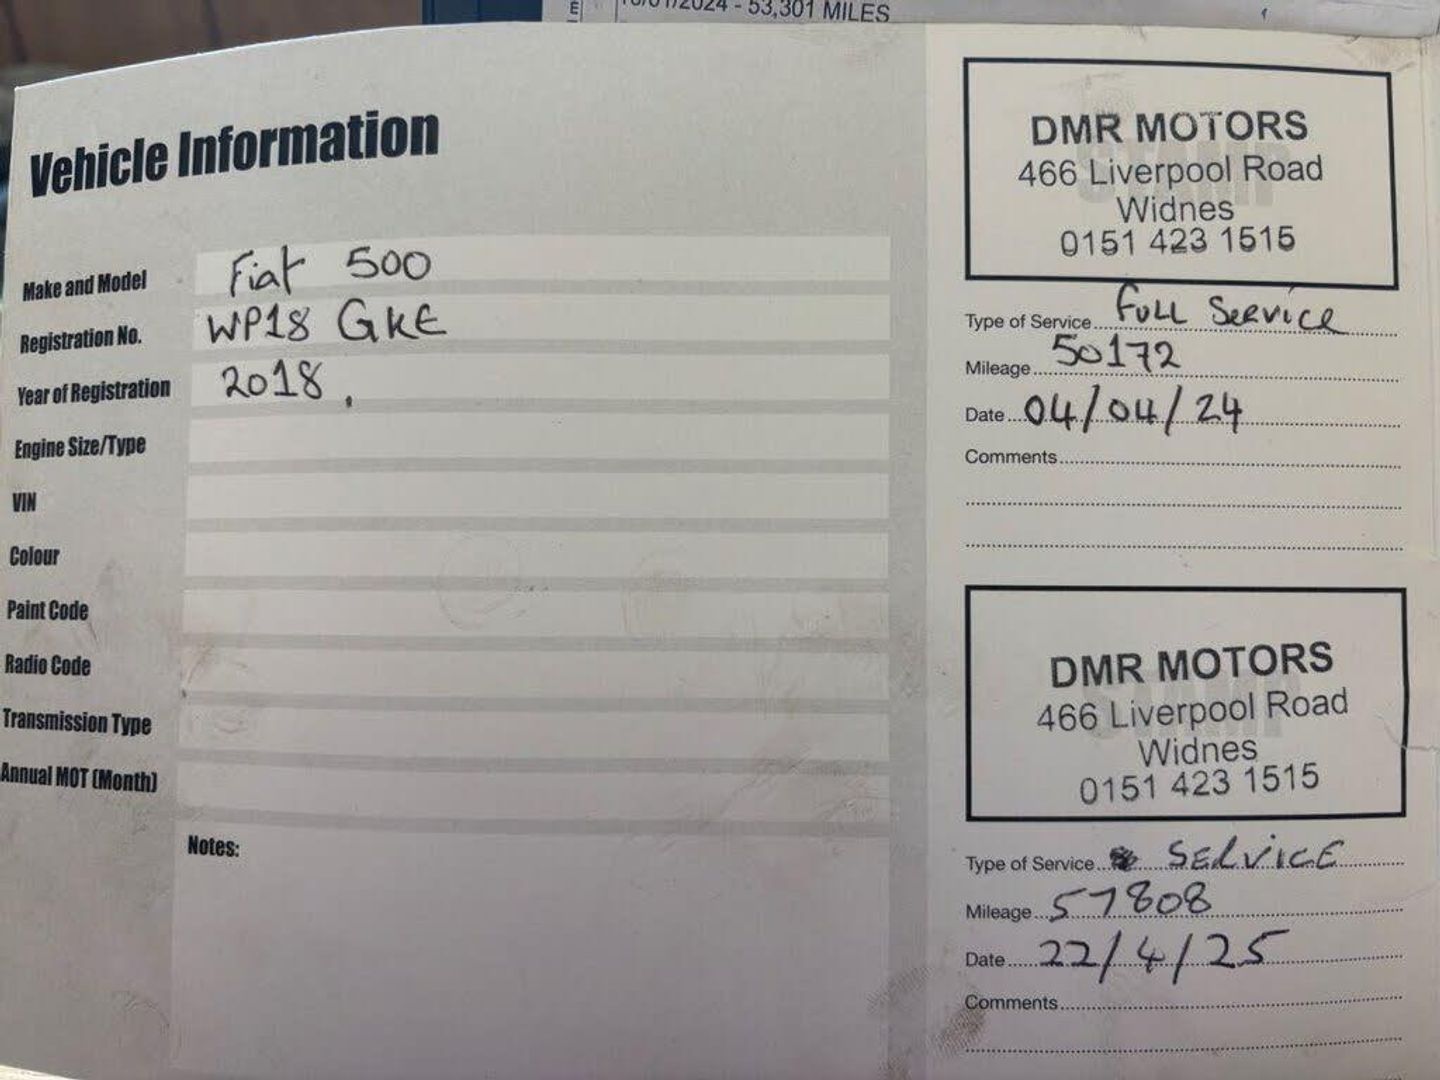 - 53,301 MILES
Vehicle Information
Make and Model Fiat 500
Registration No. WP18 GKE
Year of Registration 2018.
Engine Size/Type
VIN
Colour
Paint Code
Radio Code
Transmission Type
Annual MOT (Month)
Notes:
DMR MOTORS
466 Liverpool Road
Widnes
0151 423 1515
Type of Service FULL Service
Mileage 50172
Date 04/04/24
Comments
DMR MOTORS
466 Liverpool Road
Widnes
0151 423 1515
Type of Service SERVICE
Mileage 57808
Date 22/4/25
Comments